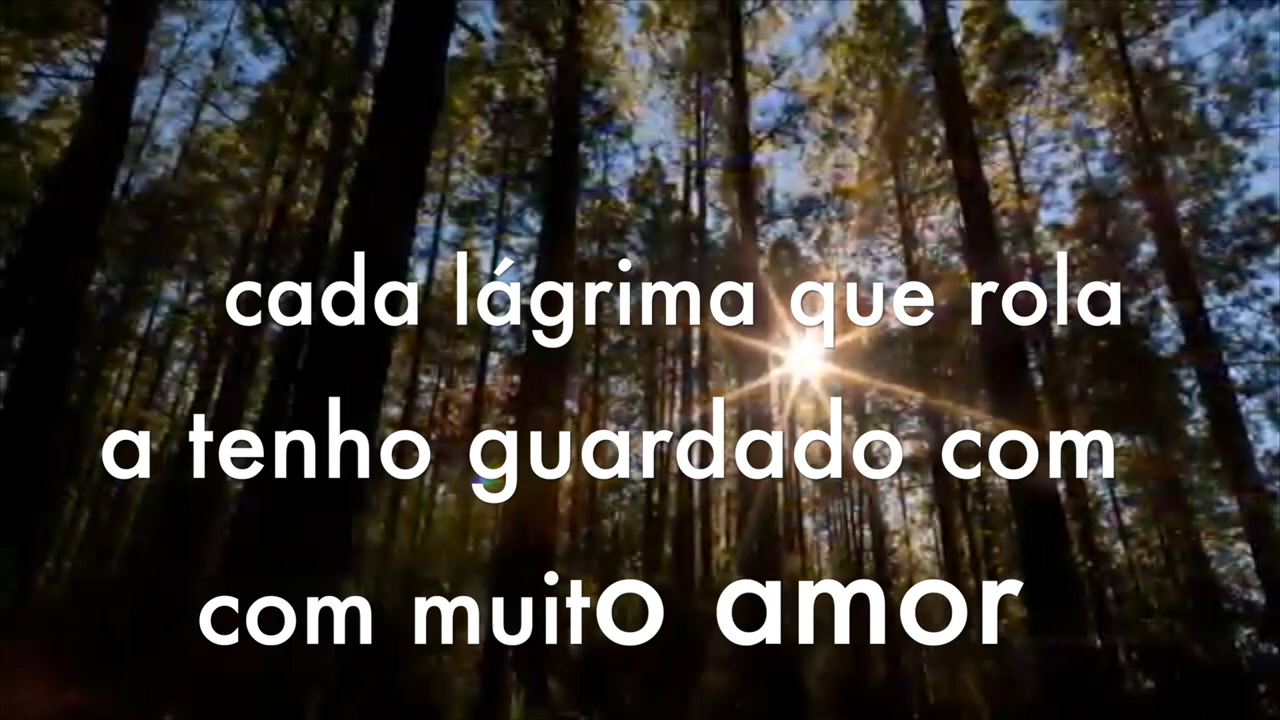 cada lágrima que rola
a tenho guardado com
com muito amor